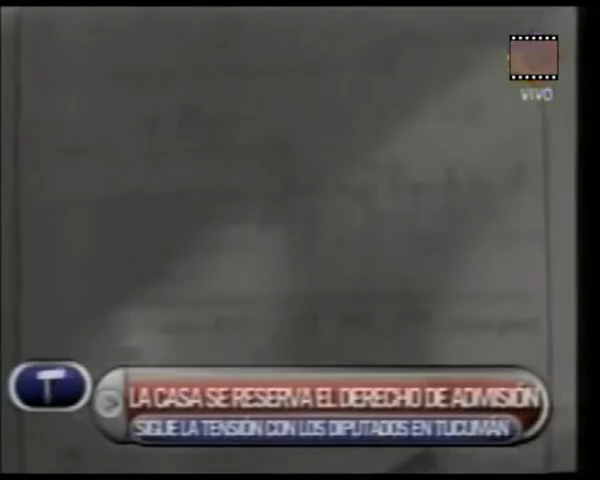 VIVO
T
LA CASA SE RESERVA EL DERECHO DE ADMISIÓN
SIGUE LA TENSIÓN CON LOS DIPUTADOS EN TUCUMÁN